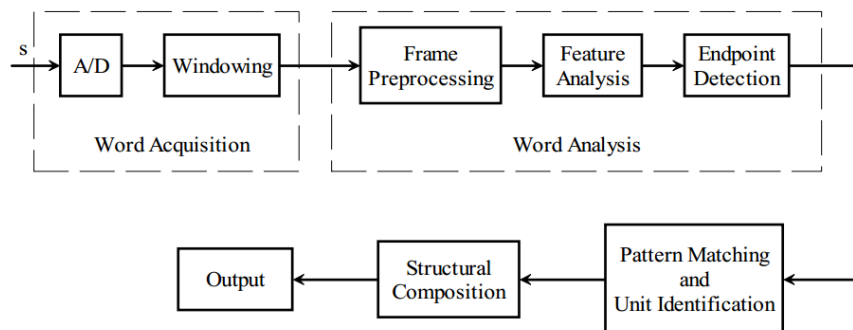 s
A/D
Windowing
Word Acquisition
Frame
Preprocessing
Feature
Analysis
Endpoint
Detection
Word Analysis
Pattern Matching
and
Unit Identification
Structural
Composition
Output